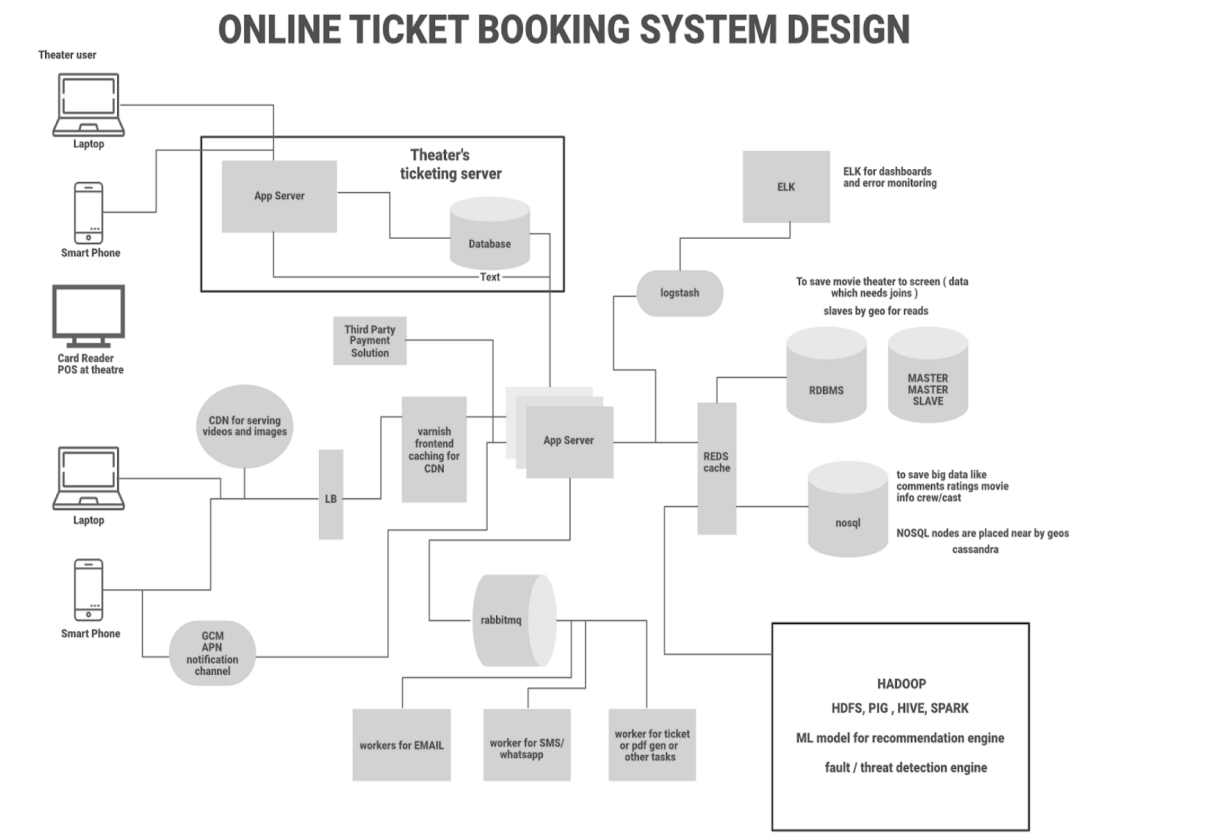 ONLINE TICKET BOOKING SYSTEM DESIGN
Theater user
Laptop
Smart Phone
Card Reader
POS at theatre
Theater's
ticketing server
App Server
Database
Text
ELK
ELK for dashboards
and error monitoring
logstash
To save movie theater to screen ( data
which needs joins )
slaves by geo for reads
RDBMS
MASTER
MASTER
SLAVE
Third Party
Payment
Solution
CDN for serving
videos and images
varnish
frontend
caching for
CDN
App Server
REDS
cache
LB
Laptop
nosql
to save big data like
comments ratings movie
info crew/cast
NOSQL nodes are placed near by geos
cassandra
Smart Phone
GCM
APN
notification
channel
rabbitmq
workers for EMAIL
worker for SMS/
whatsapp
worker for ticket
or pdf gen or
other tasks
HADOOP
HDFS, PIG , HIVE, SPARK
ML model for recommendation engine
fault / threat detection engine